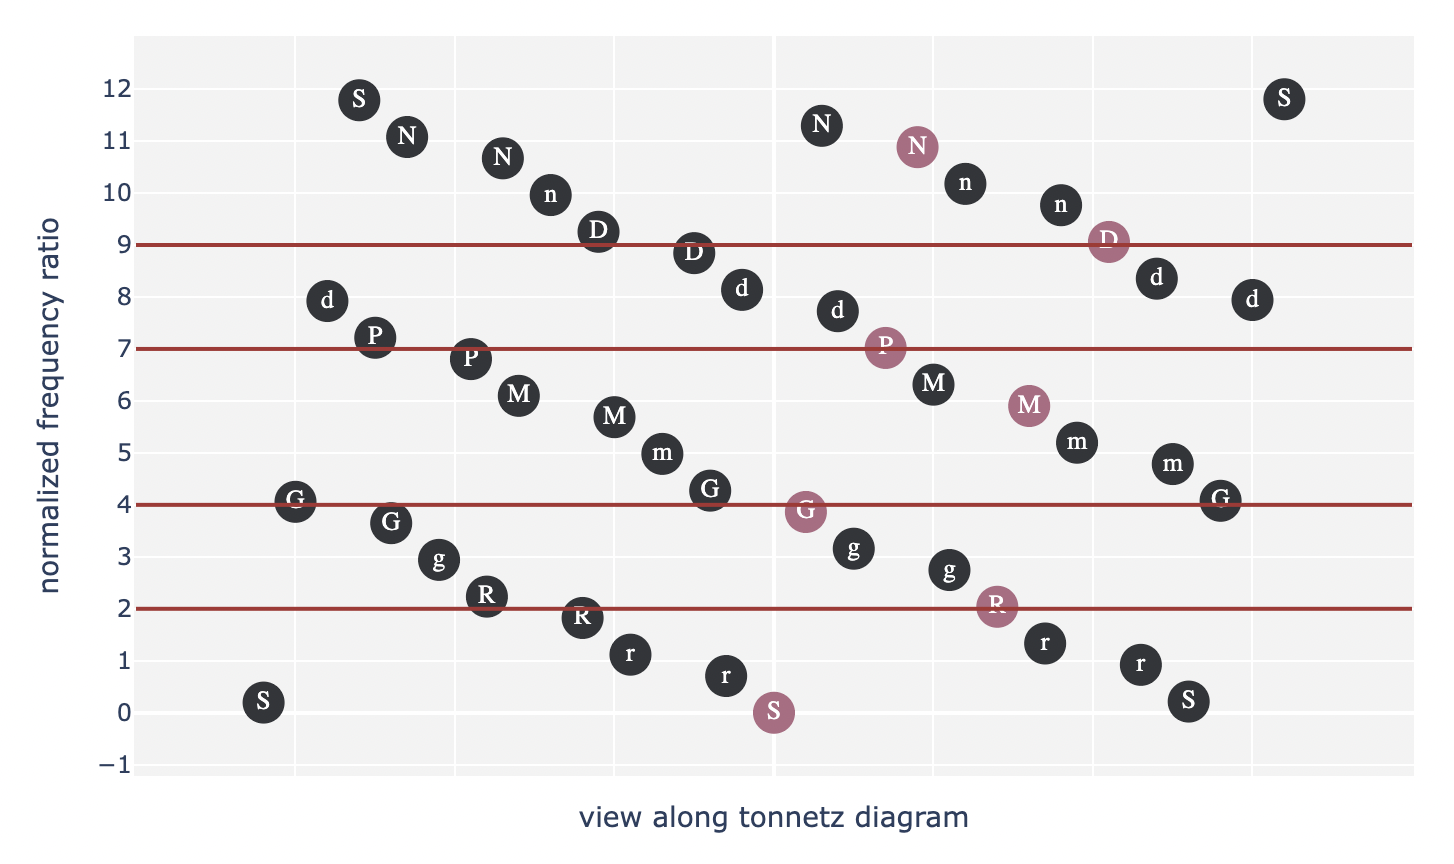 normalized frequency ratio
12
11
10
9
8
7
6
5
4
3
2
1
0
−1
S S
N N
N N
n n n
D D
D d d
d d d
P P P
P M
M M M
m m m
G G G
G G
g g g
R R
R r r
r r
S S S
view along tonnetz diagram